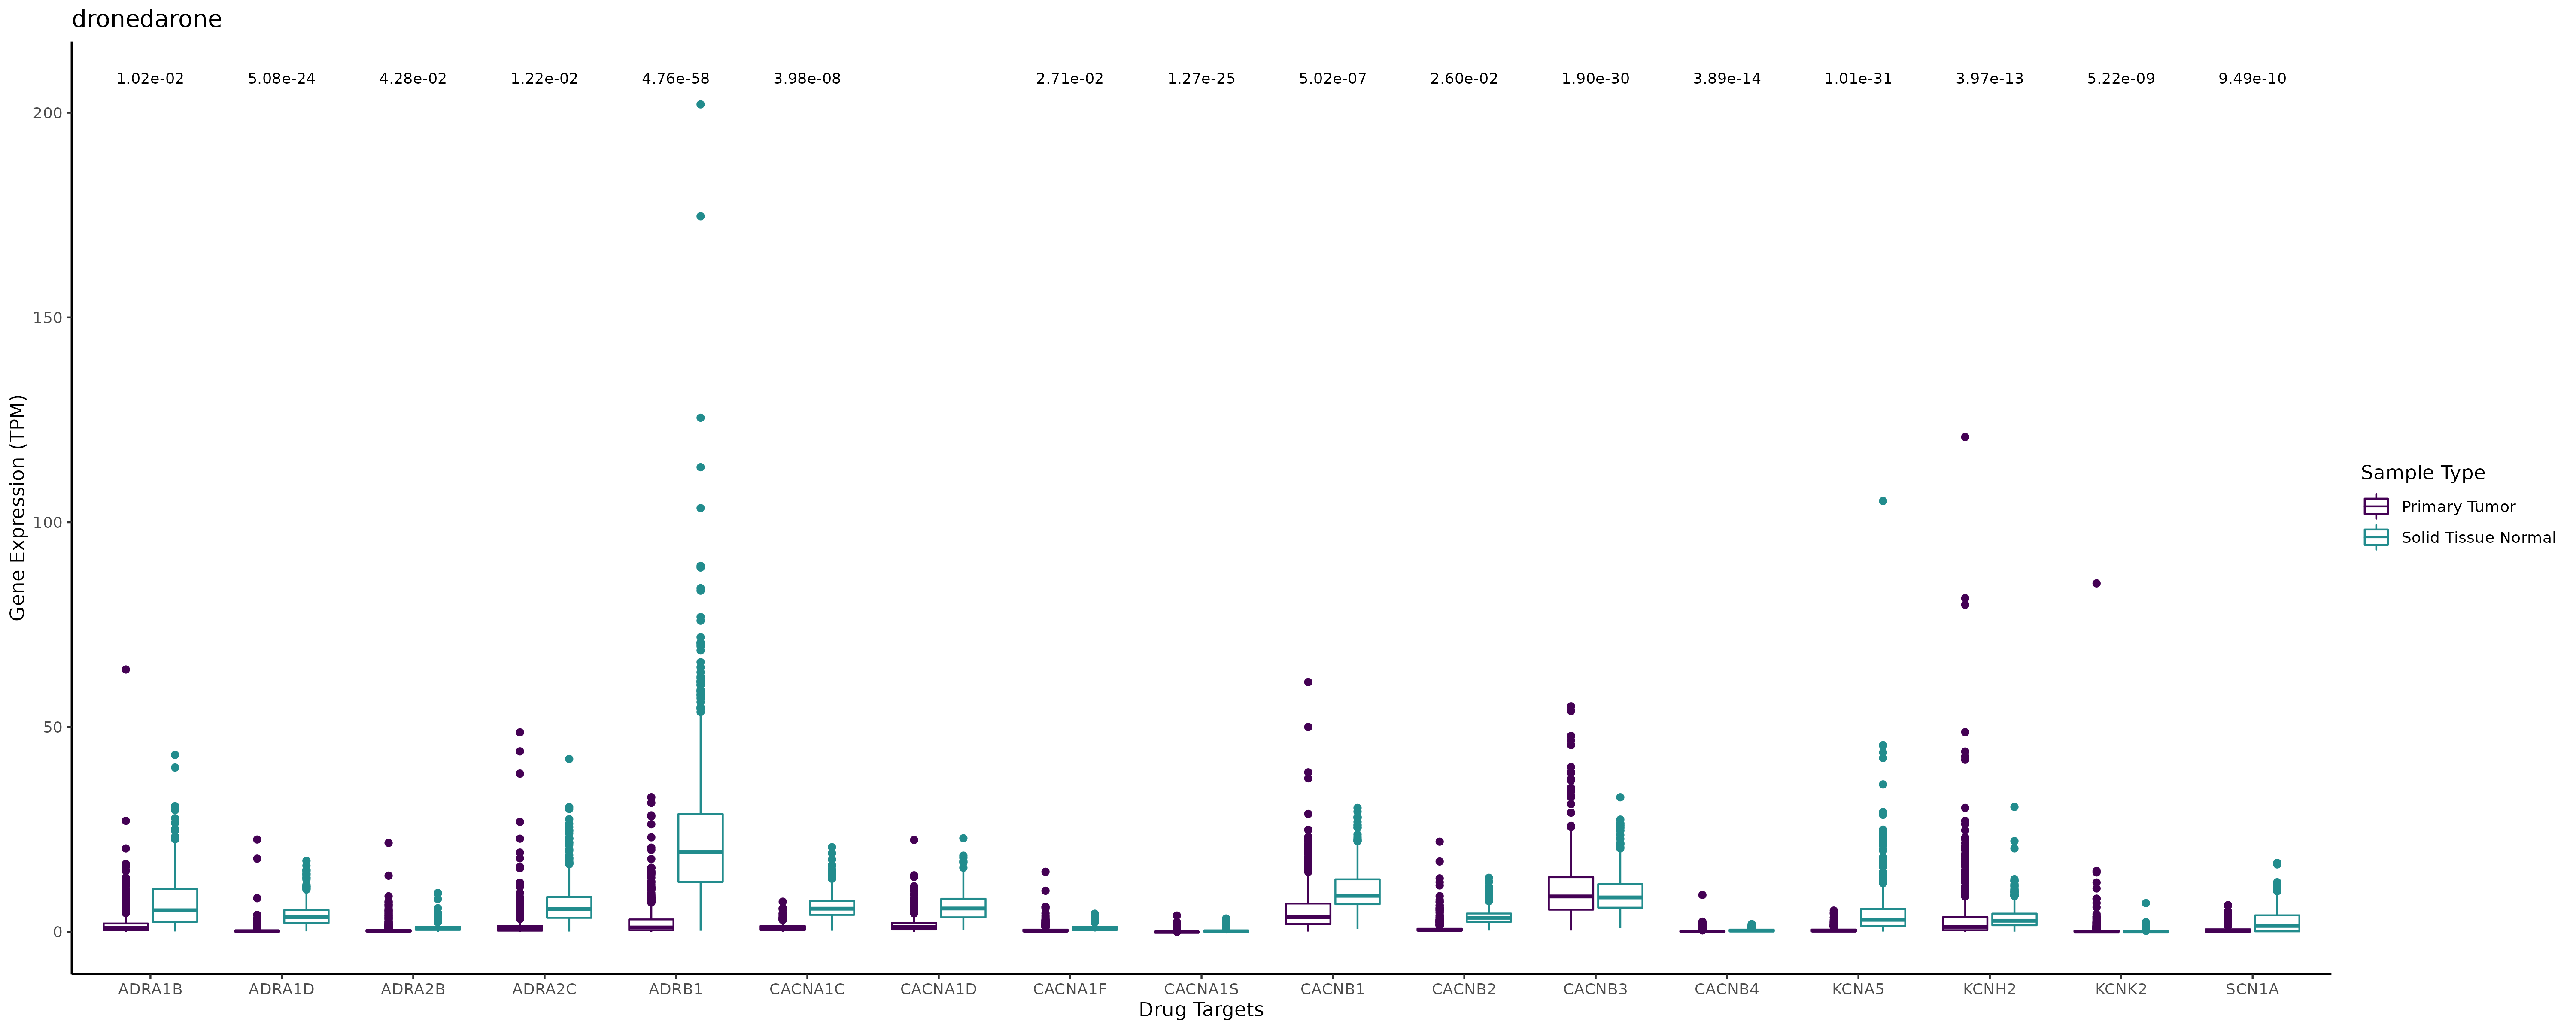 dronedarone
1.02e-02 5.08e-24 4.28e-02 1.22e-02 4.76e-58 3.98e-08 2.71e-02 1.27e-25 5.02e-07 2.60e-02 1.90e-30 3.89e-14 1.01e-31 3.97e-13 5.22e-09 9.49e-10
200
150
100
50
0
Gene Expression (TPM)
ADRA1B ADRA1D ADRA2B ADRA2C ADRB1 CACNA1C CACNA1D CACNA1F CACNA1S CACNB1 CACNB2 CACNB3 CACNB4 KCNA5 KCNH2 KCNK2 SCN1A
Drug Targets
Sample Type
Primary Tumor
Solid Tissue Normal